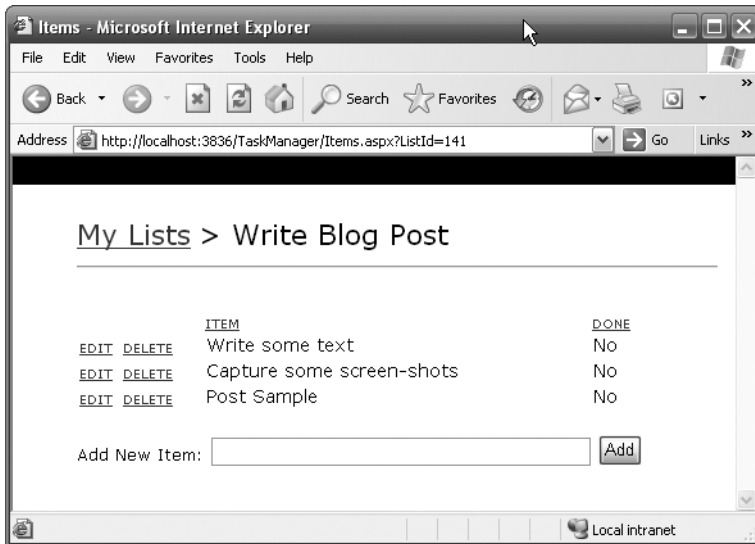 Items - Microsoft Internet Explorer
File Edit View Favorites Tools Help
Back Search Favorites »
Address http://localhost:3836/TaskManager/Items.aspx?ListId=141 Go Links »
My Lists > Write Blog Post
ITEM DONE
EDIT DELETE Write some text No
EDIT DELETE Capture some screen-shots No
EDIT DELETE Post Sample No
Add New Item: Add
Local intranet